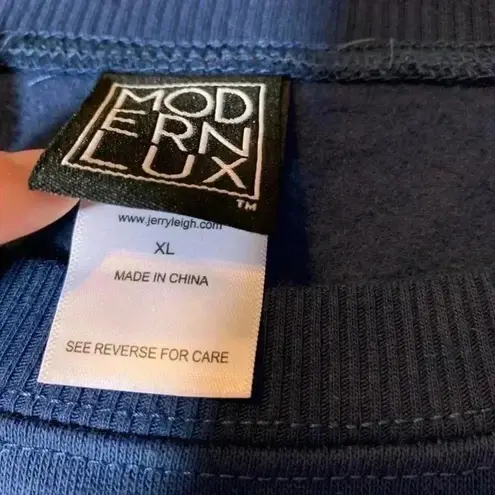 MOD
ERN
LUX
TM
www.jerryleigh.com
XL
MADE IN CHINA
SEE REVERSE FOR CARE